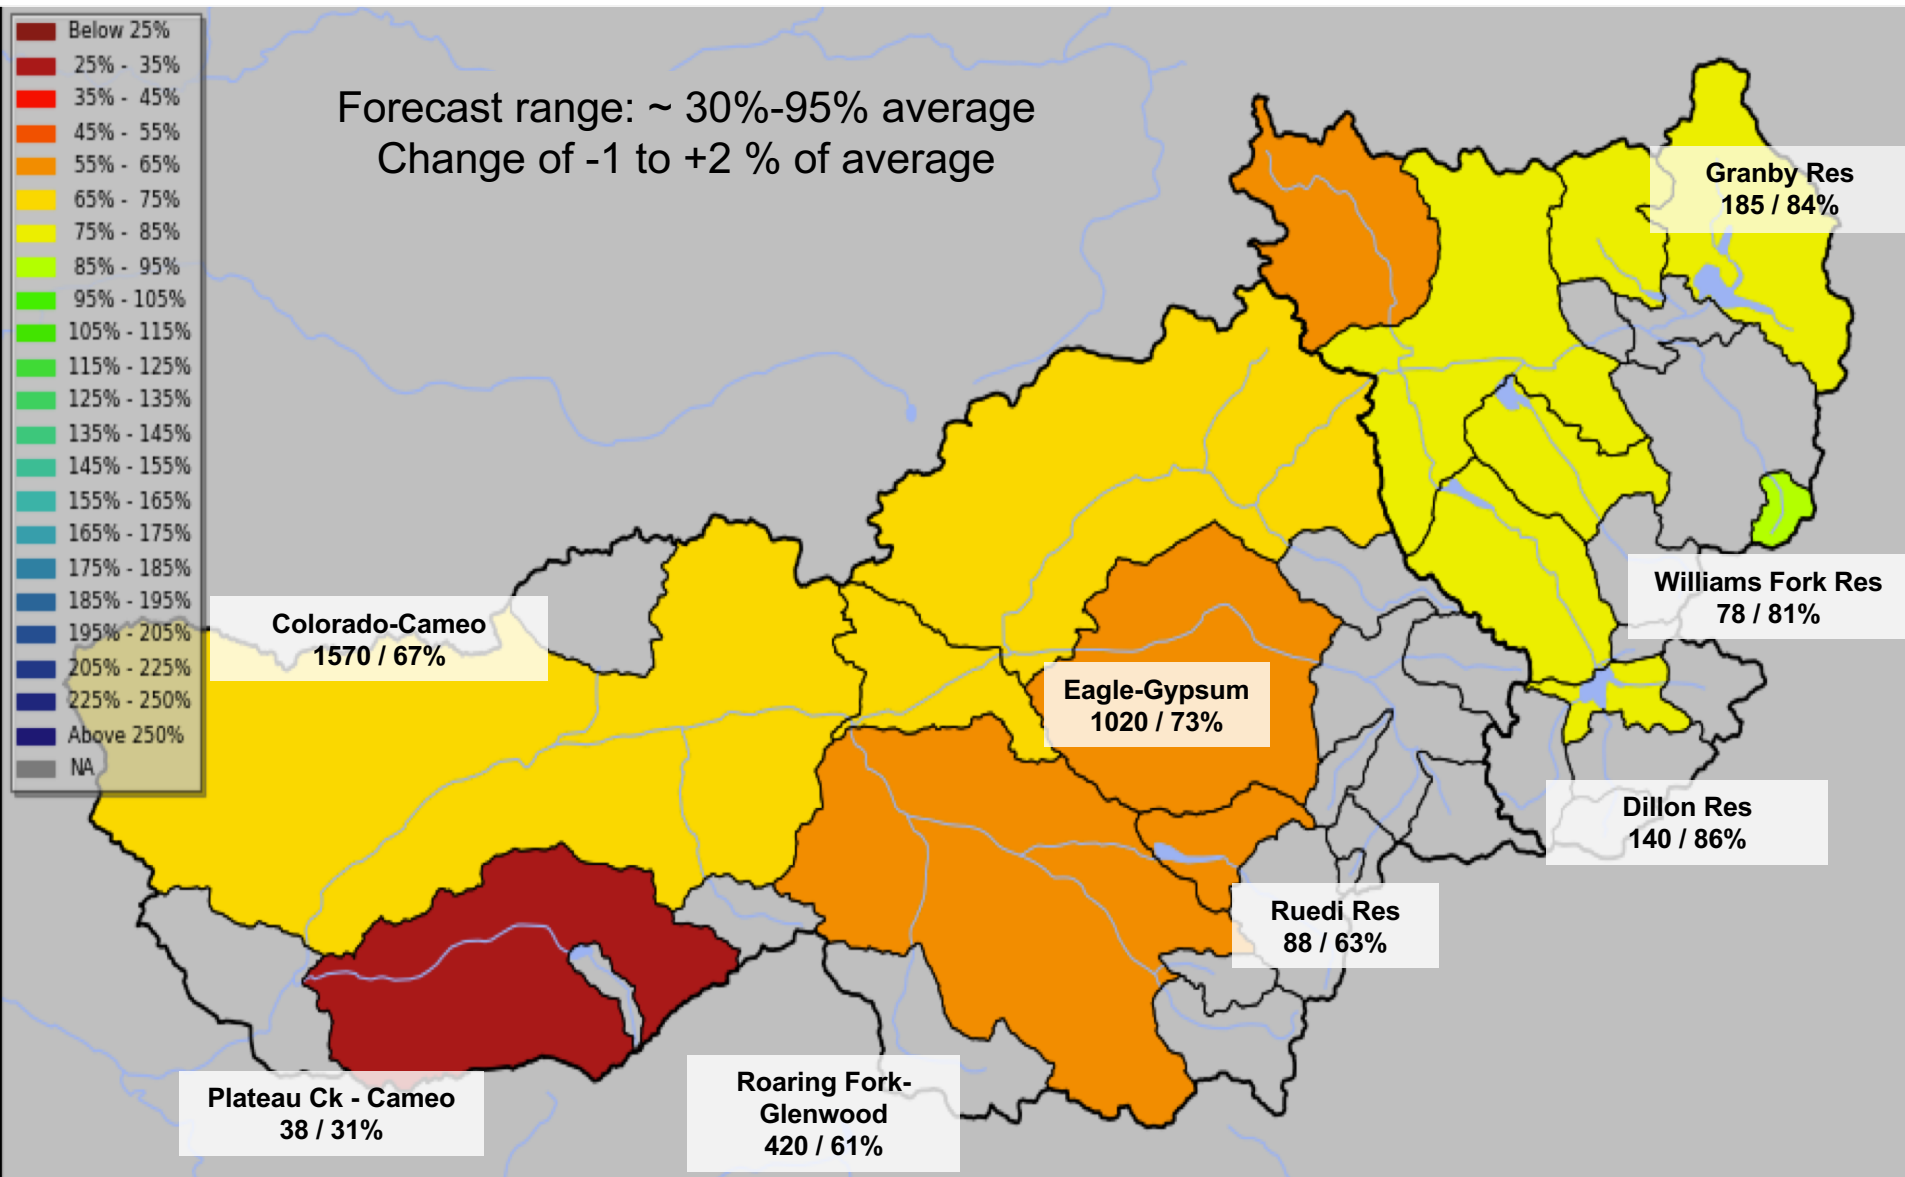 Below 25%
25% - 35%
35% - 45%
45% - 55%
55% - 65%
65% - 75%
75% - 85%
85% - 95%
95% - 105%
105% - 115%
115% - 125%
125% - 135%
135% - 145%
145% - 155%
155% - 165%
165% - 175%
175% - 185%
185% - 195%
195% - 205%
205% - 225%
225% - 250%
Above 250%
NA
Forecast range: ~ 30%-95% average
Change of -1 to +2 % of average
Granby Res
185 / 84%
Williams Fork Res
78 / 81%
Colorado-Cameo
1570 / 67%
Eagle-Gypsum
1020 / 73%
Dillon Res
140 / 86%
Ruedi Res
88 / 63%
Plateau Ck - Cameo
38 / 31%
Roaring Fork-
Glenwood
420 / 61%